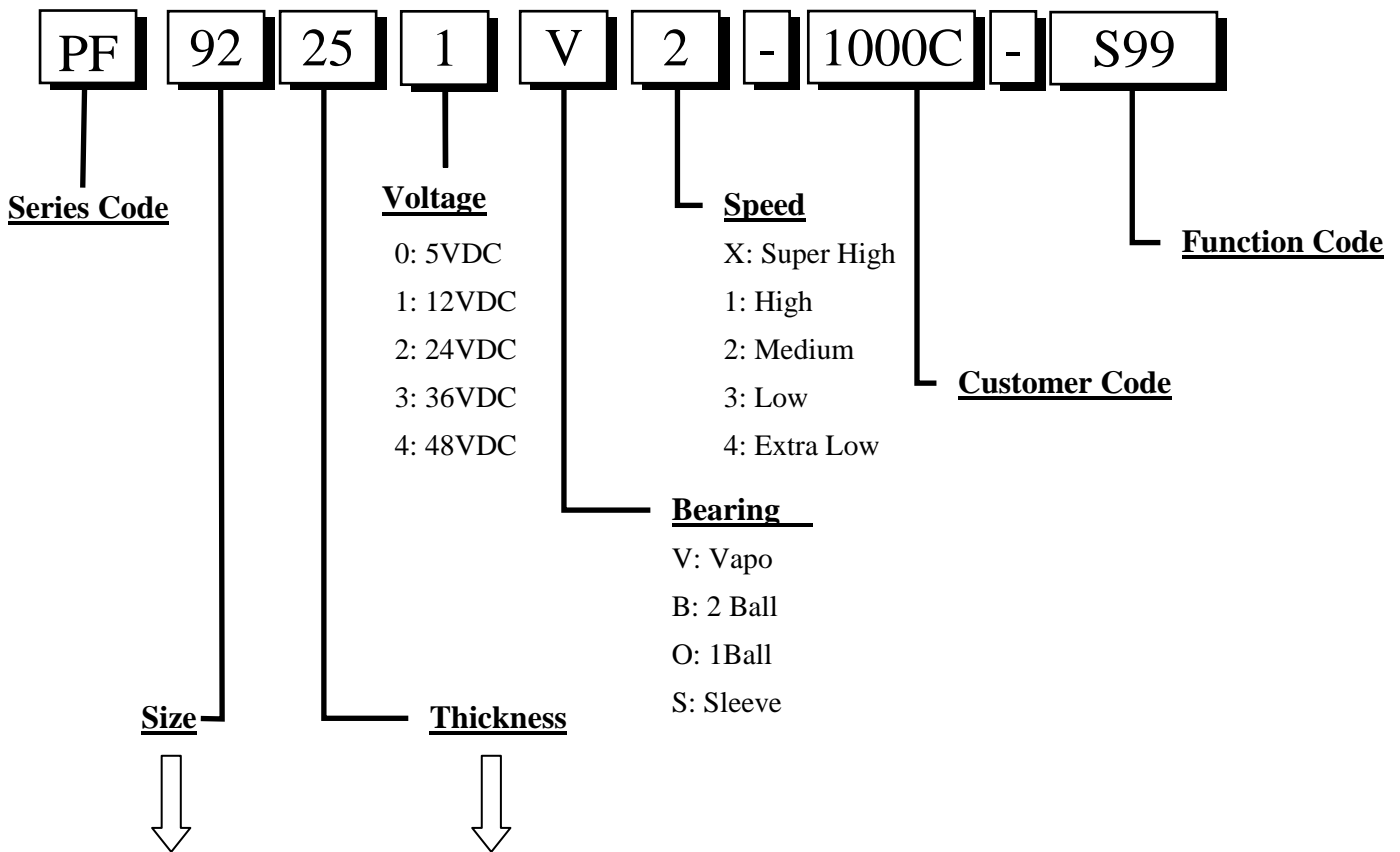 PF 92 25 1 V 2 - 1000C - S99
Series Code
Voltage
0: 5VDC
1: 12VDC
2: 24VDC
3: 36VDC
4: 48VDC
Speed
X: Super High
1: High
2: Medium
3: Low
4: Extra Low
Function Code
Customer Code
Bearing
V: Vapo
B: 2 Ball
O: 1Ball
S: Sleeve
Size
Thickness